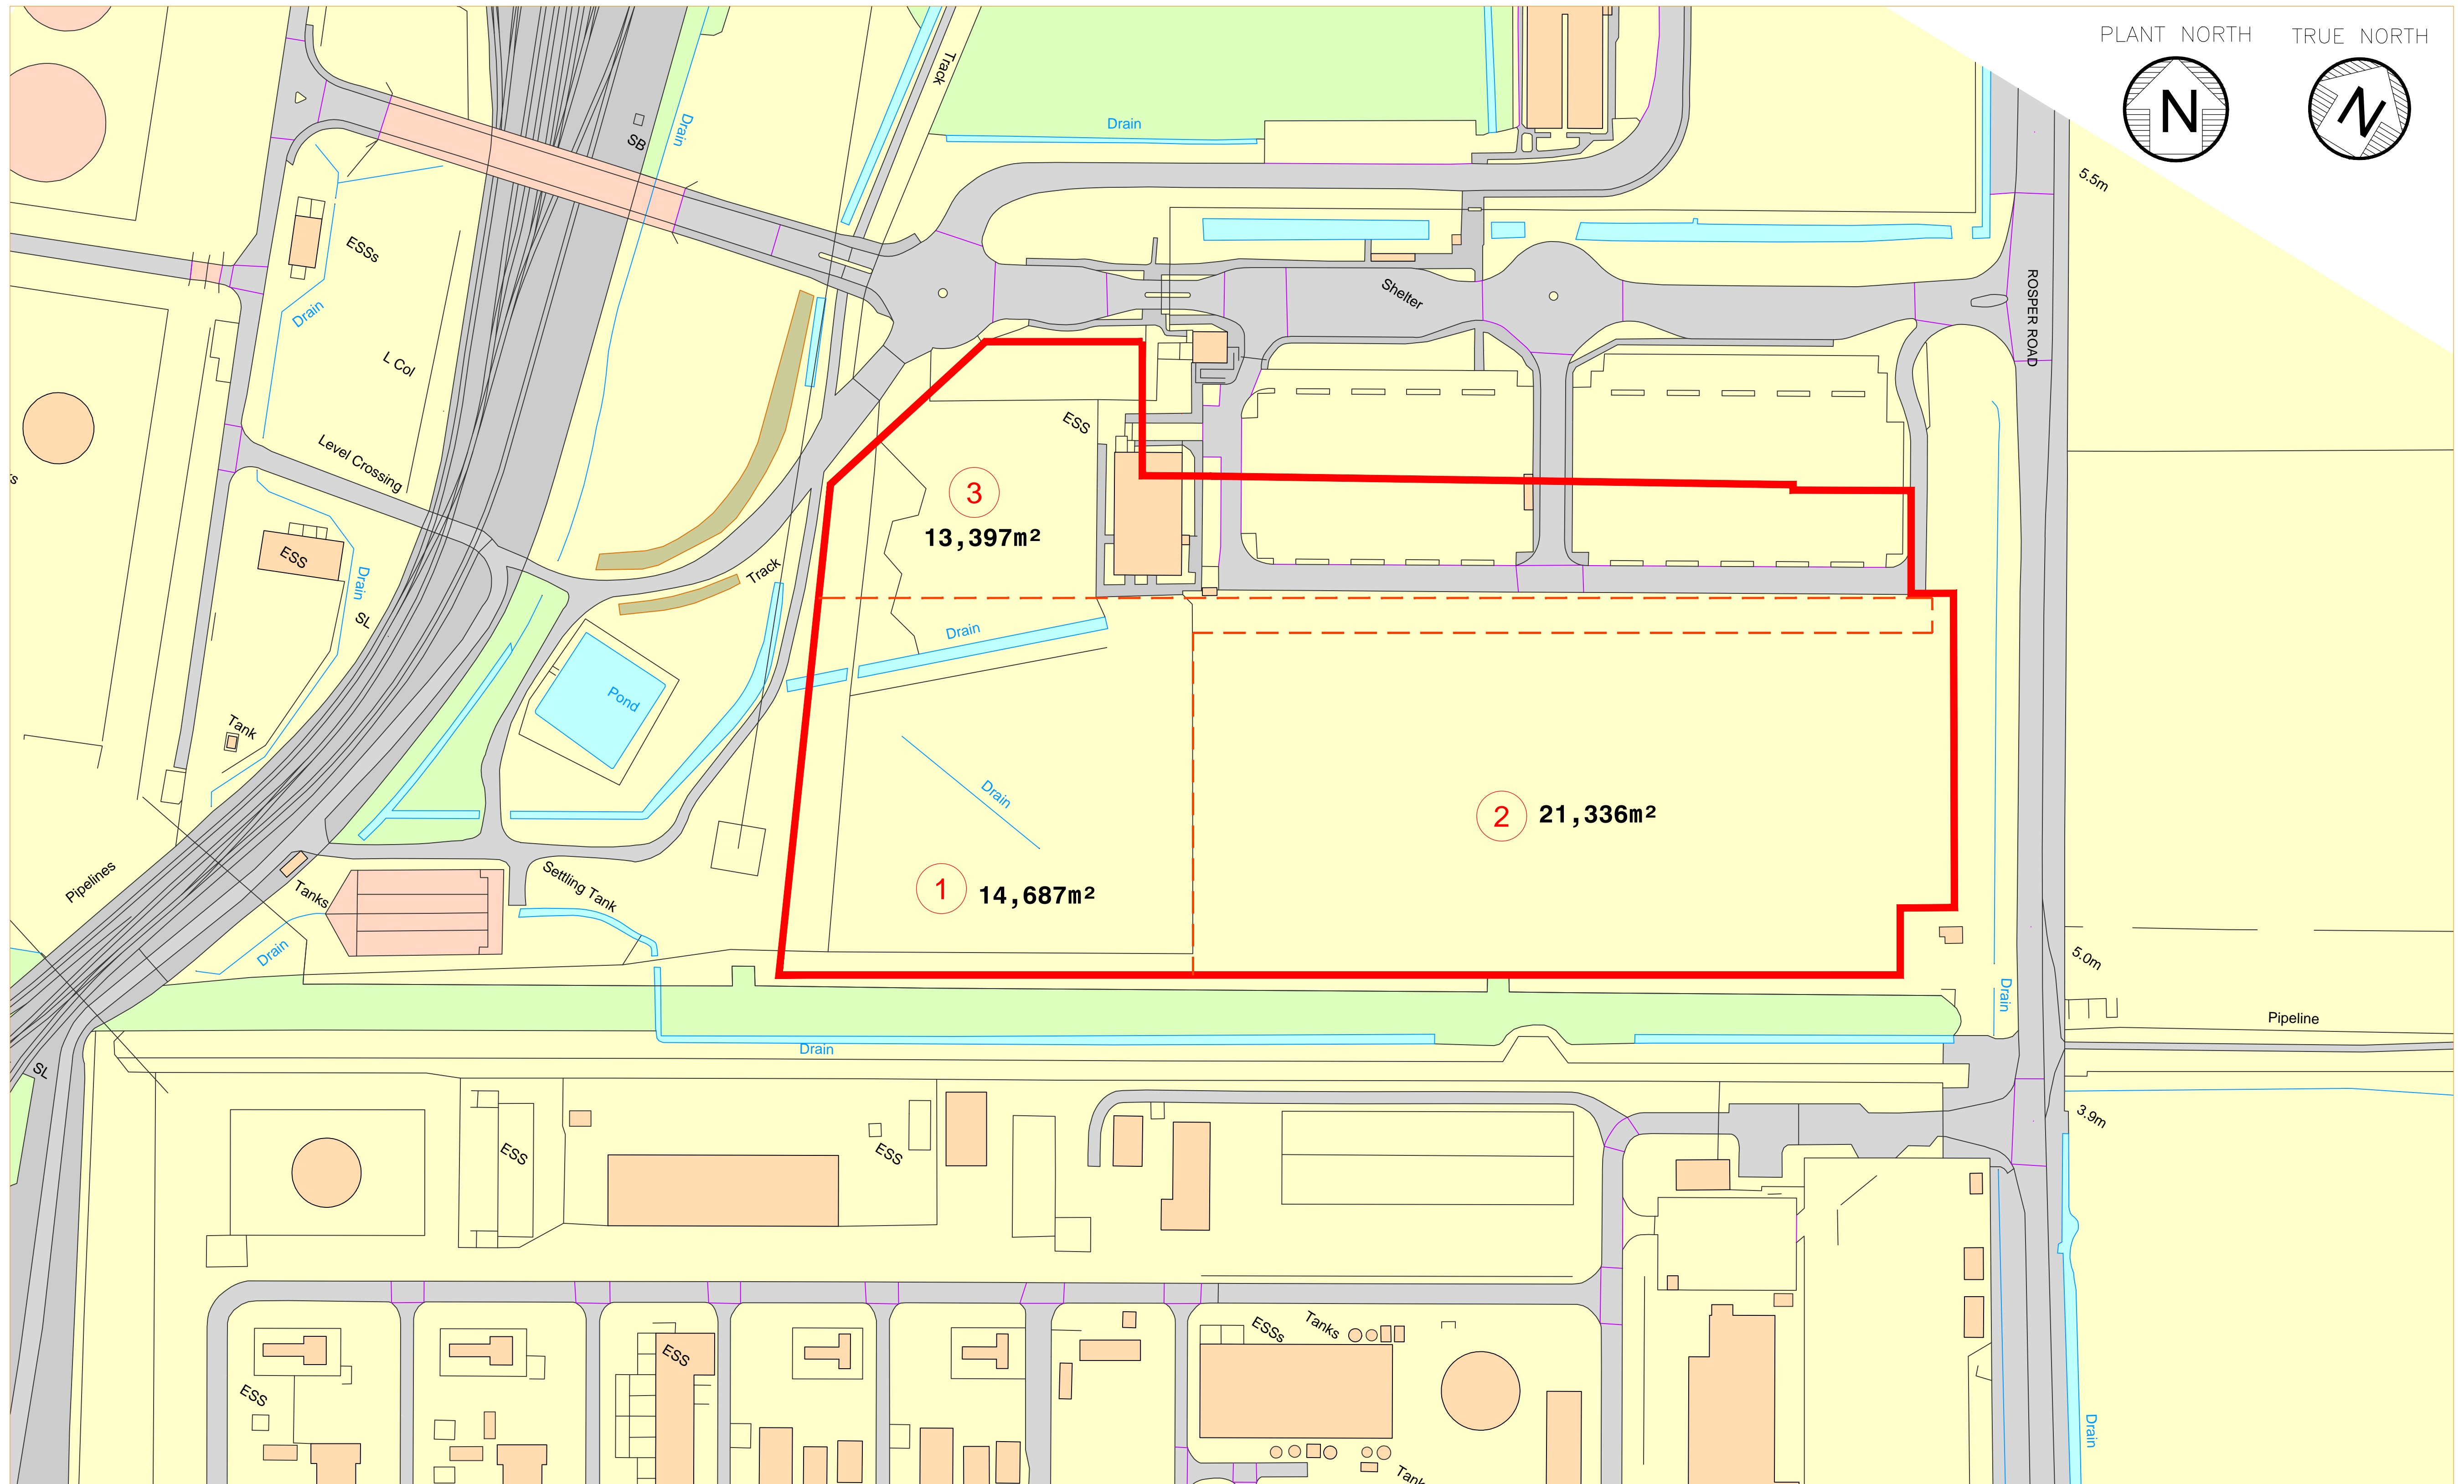 PLANT NORTH
TRUE NORTH
N
N
Track
Drain
Drain
SB
5.5m
ESSs
Drain
Shelter
ROSPER ROAD
L Col
Level Crossing
ESS
3
13,397m²
ESS
Drain
SL
Track
Drain
Pond
Tank
Drain
2
21,336m²
1
14,687m²
Pipelines
Tanks
Settling Tank
Drain
5.0m
Drain
Pipeline
Drain
SL
3.9m
ESS
ESS
ESSs
Tanks
ESS
ESS
Drain
Tank